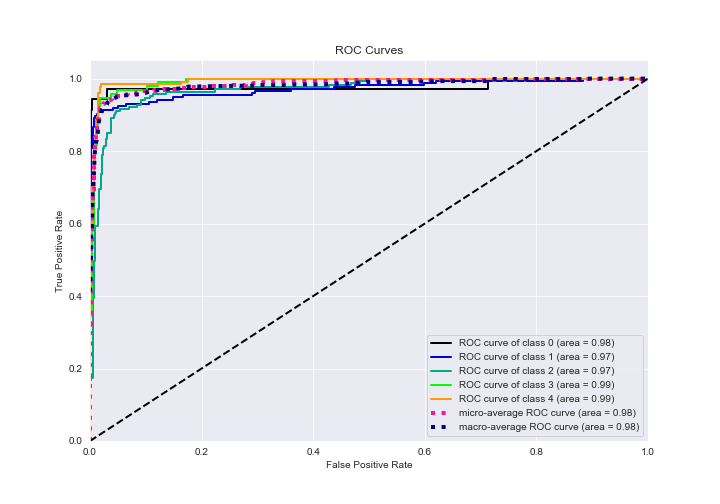 ROC Curves
True Positive Rate
1.0
0.8
0.6
0.4
0.2
0.0
ROC curve of class 0 (area = 0.98)
ROC curve of class 1 (area = 0.97)
ROC curve of class 2 (area = 0.97)
ROC curve of class 3 (area = 0.99)
ROC curve of class 4 (area = 0.99)
micro-average ROC curve (area = 0.98)
macro-average ROC curve (area = 0.98)
0.0 0.2 0.4 0.6 0.8 1.0
False Positive Rate